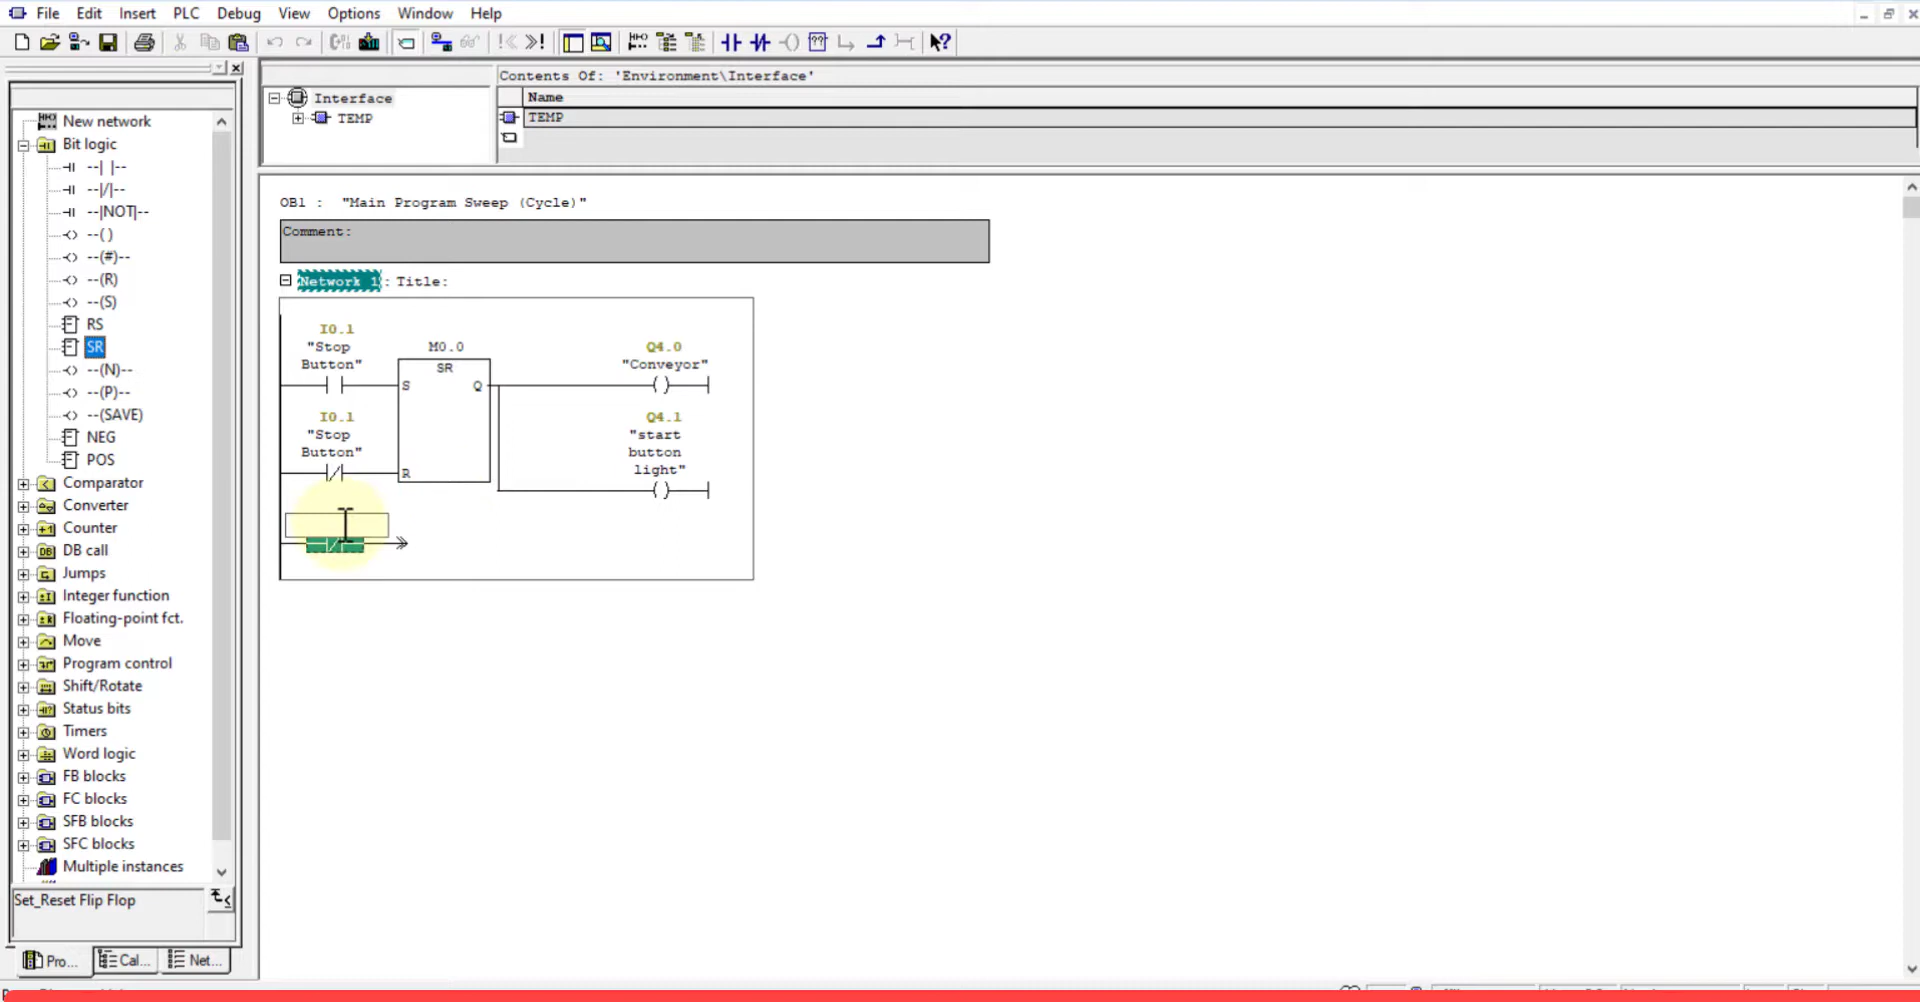 File Edit Insert PLC Debug View Options Window Help
Contents Of: 'Environment\Interface'
Interface
TEMP
Name
TEMP
New network
Bit logic
--| |--
--|/|--
--|NOT|--
--( )
--(#)--
--(R)
--(S)
RS
SR
--(N)--
--(P)--
--(SAVE)
NEG
POS
Comparator
Converter
Counter
DB call
Jumps
Integer function
Floating-point fct.
Move
Program control
Shift/Rotate
Status bits
Timers
Word logic
FB blocks
FC blocks
SFB blocks
SFC blocks
Multiple instances
Set_Reset Flip Flop
Pro... Cal... Net...
OB1 : "Main Program Sweep (Cycle)"
Comment:
Network 1: Title:
I0.1
"Stop
Button"
M0.0
SR
S Q
Q4.0
"Conveyor"
I0.1
"Stop
Button"
R
Q4.1
"start
button
light"